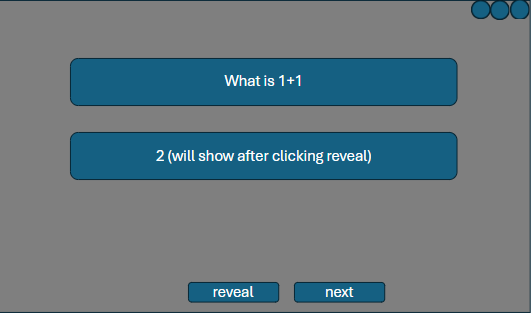 What is 1+1
2 (will show after clicking reveal)
reveal
next